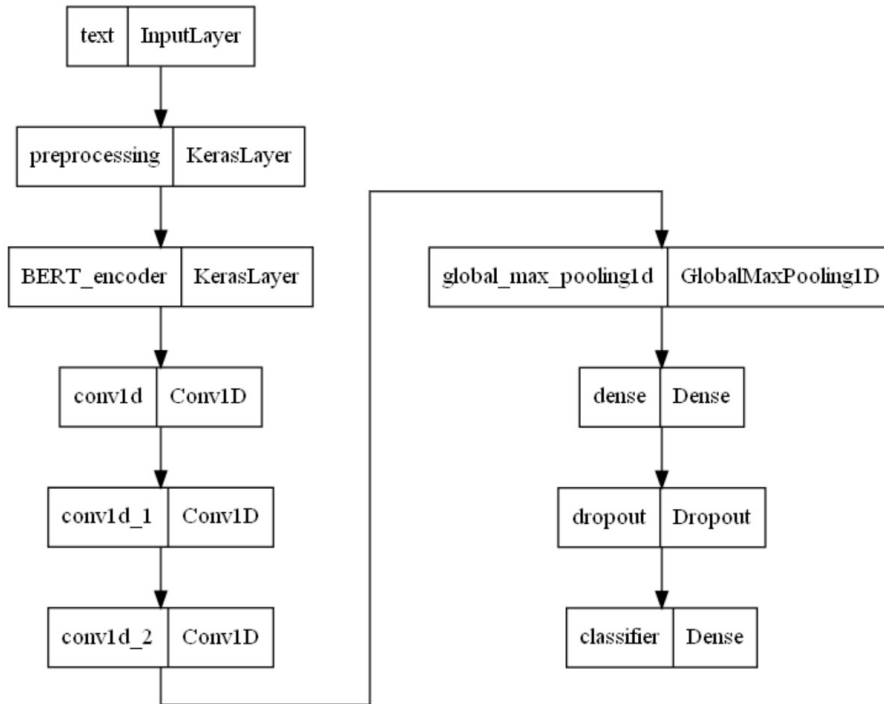 text InputLayer
preprocessing KerasLayer
BERT_encoder KerasLayer
conv1d Conv1D
conv1d_1 Conv1D
conv1d_2 Conv1D
global_max_pooling1d GlobalMaxPooling1D
dense Dense
dropout Dropout
classifier Dense